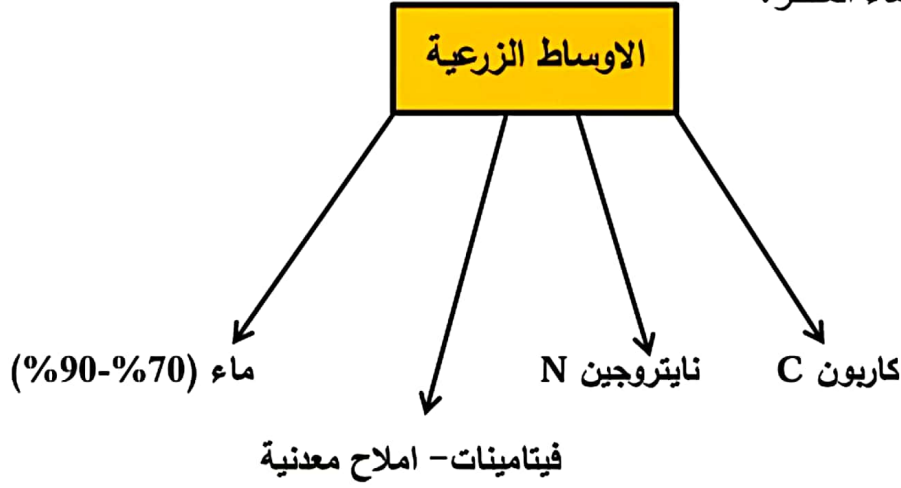 الاوساط الزرعية
كاربون C
نايتروجين N
ماء (70%-90%)
فيتامينات- املاح معدنية